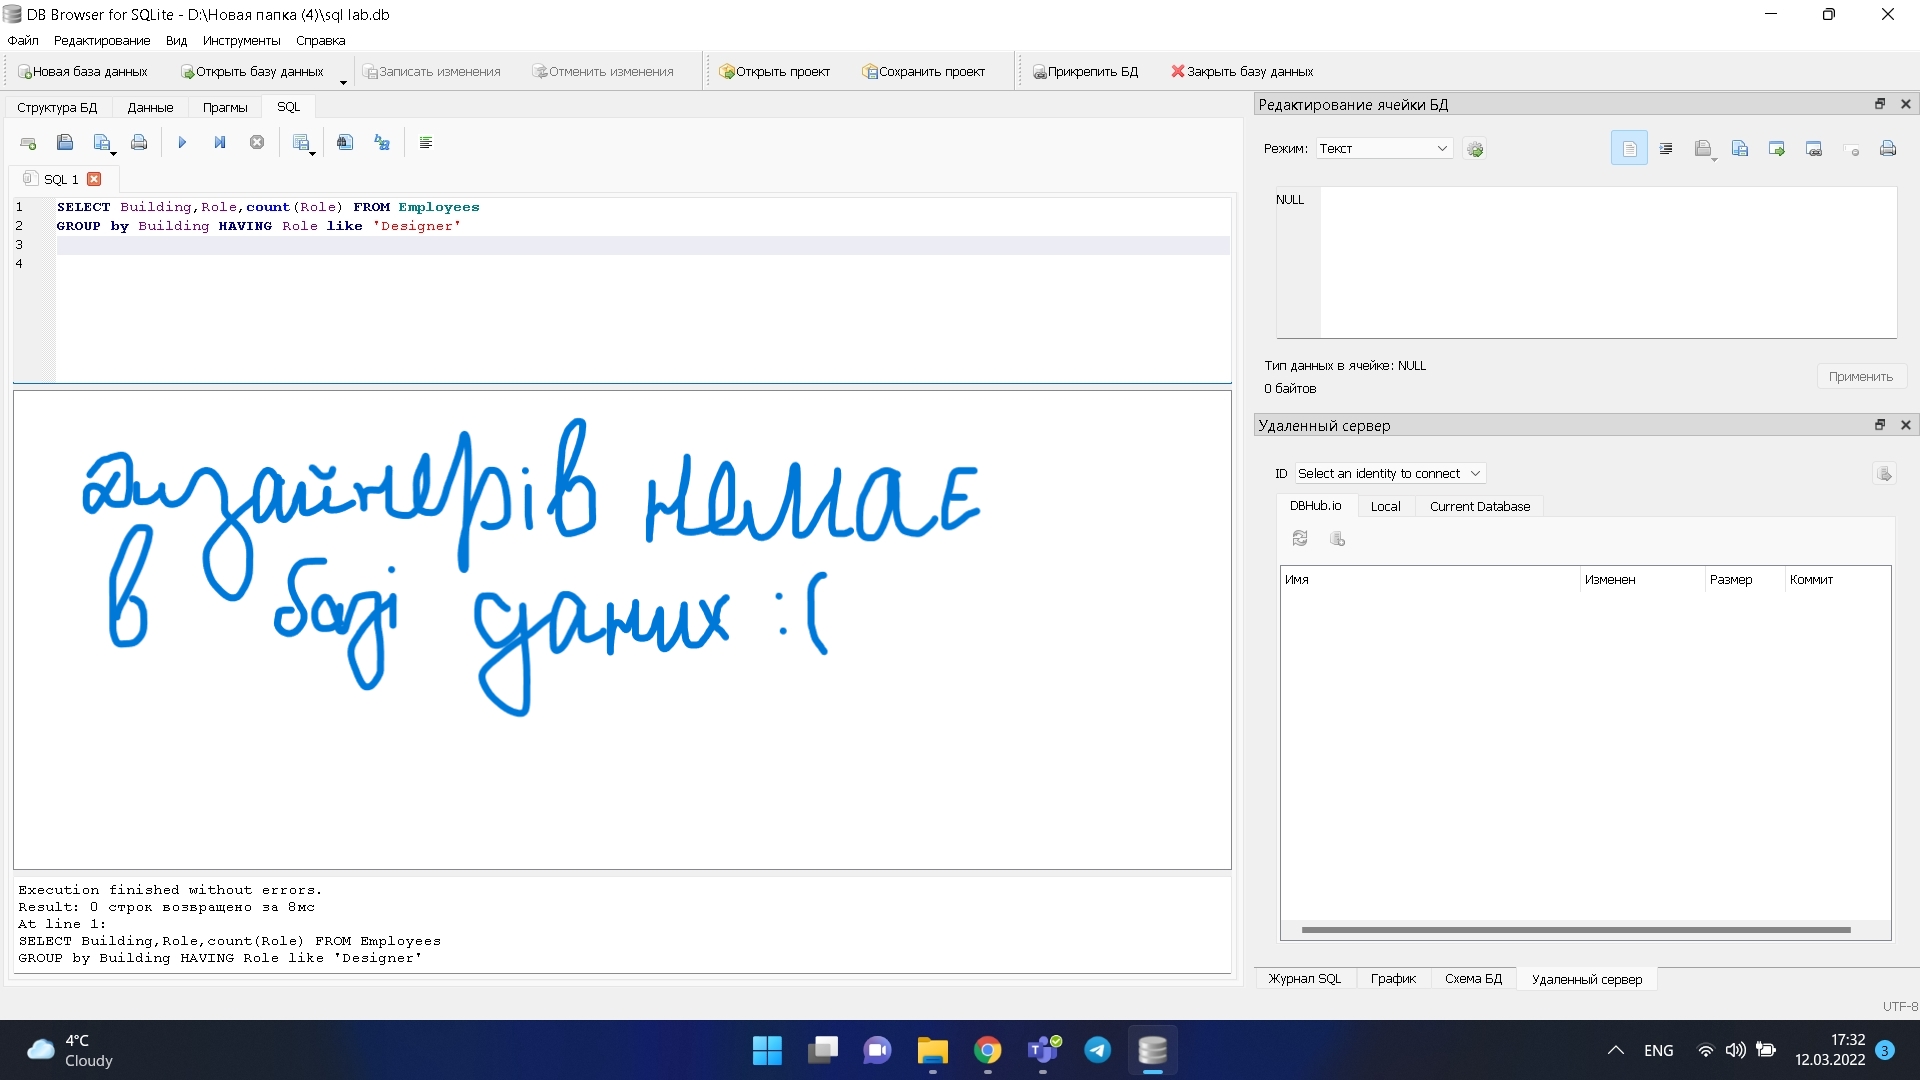 DB Browser for SQLite - D:\Новая папка (4)\sql lab.db
Файл Редактирование Вид Инструменты Справка
Новая база данных Открыть базу данных Записать изменения Отменить изменения Открыть проект Сохранить проект Прикрепить БД Закрыть базу данных
Структура БД Данные Прагмы SQL
SQL 1
1 SELECT Building,Role,count(Role) FROM Employees
2 GROUP by Building HAVING Role like 'Designer'
3
4
дизайнерів немає
в базі даних :(
Execution finished without errors.
Result: 0 строк возвращено за 8мс
At line 1:
SELECT Building,Role,count(Role) FROM Employees
GROUP by Building HAVING Role like 'Designer'
Редактирование ячейки БД
Режим: Текст
NULL
Тип данных в ячейке: NULL
0 байтов
Применить
Удаленный сервер
ID Select an identity to connect
DBHub.io Local Current Database
Имя Изменен Размер Коммит
Журнал SQL График Схема БД Удаленный сервер
UTF-8
4°C
Cloudy
ENG
17:32
12.03.2022
3